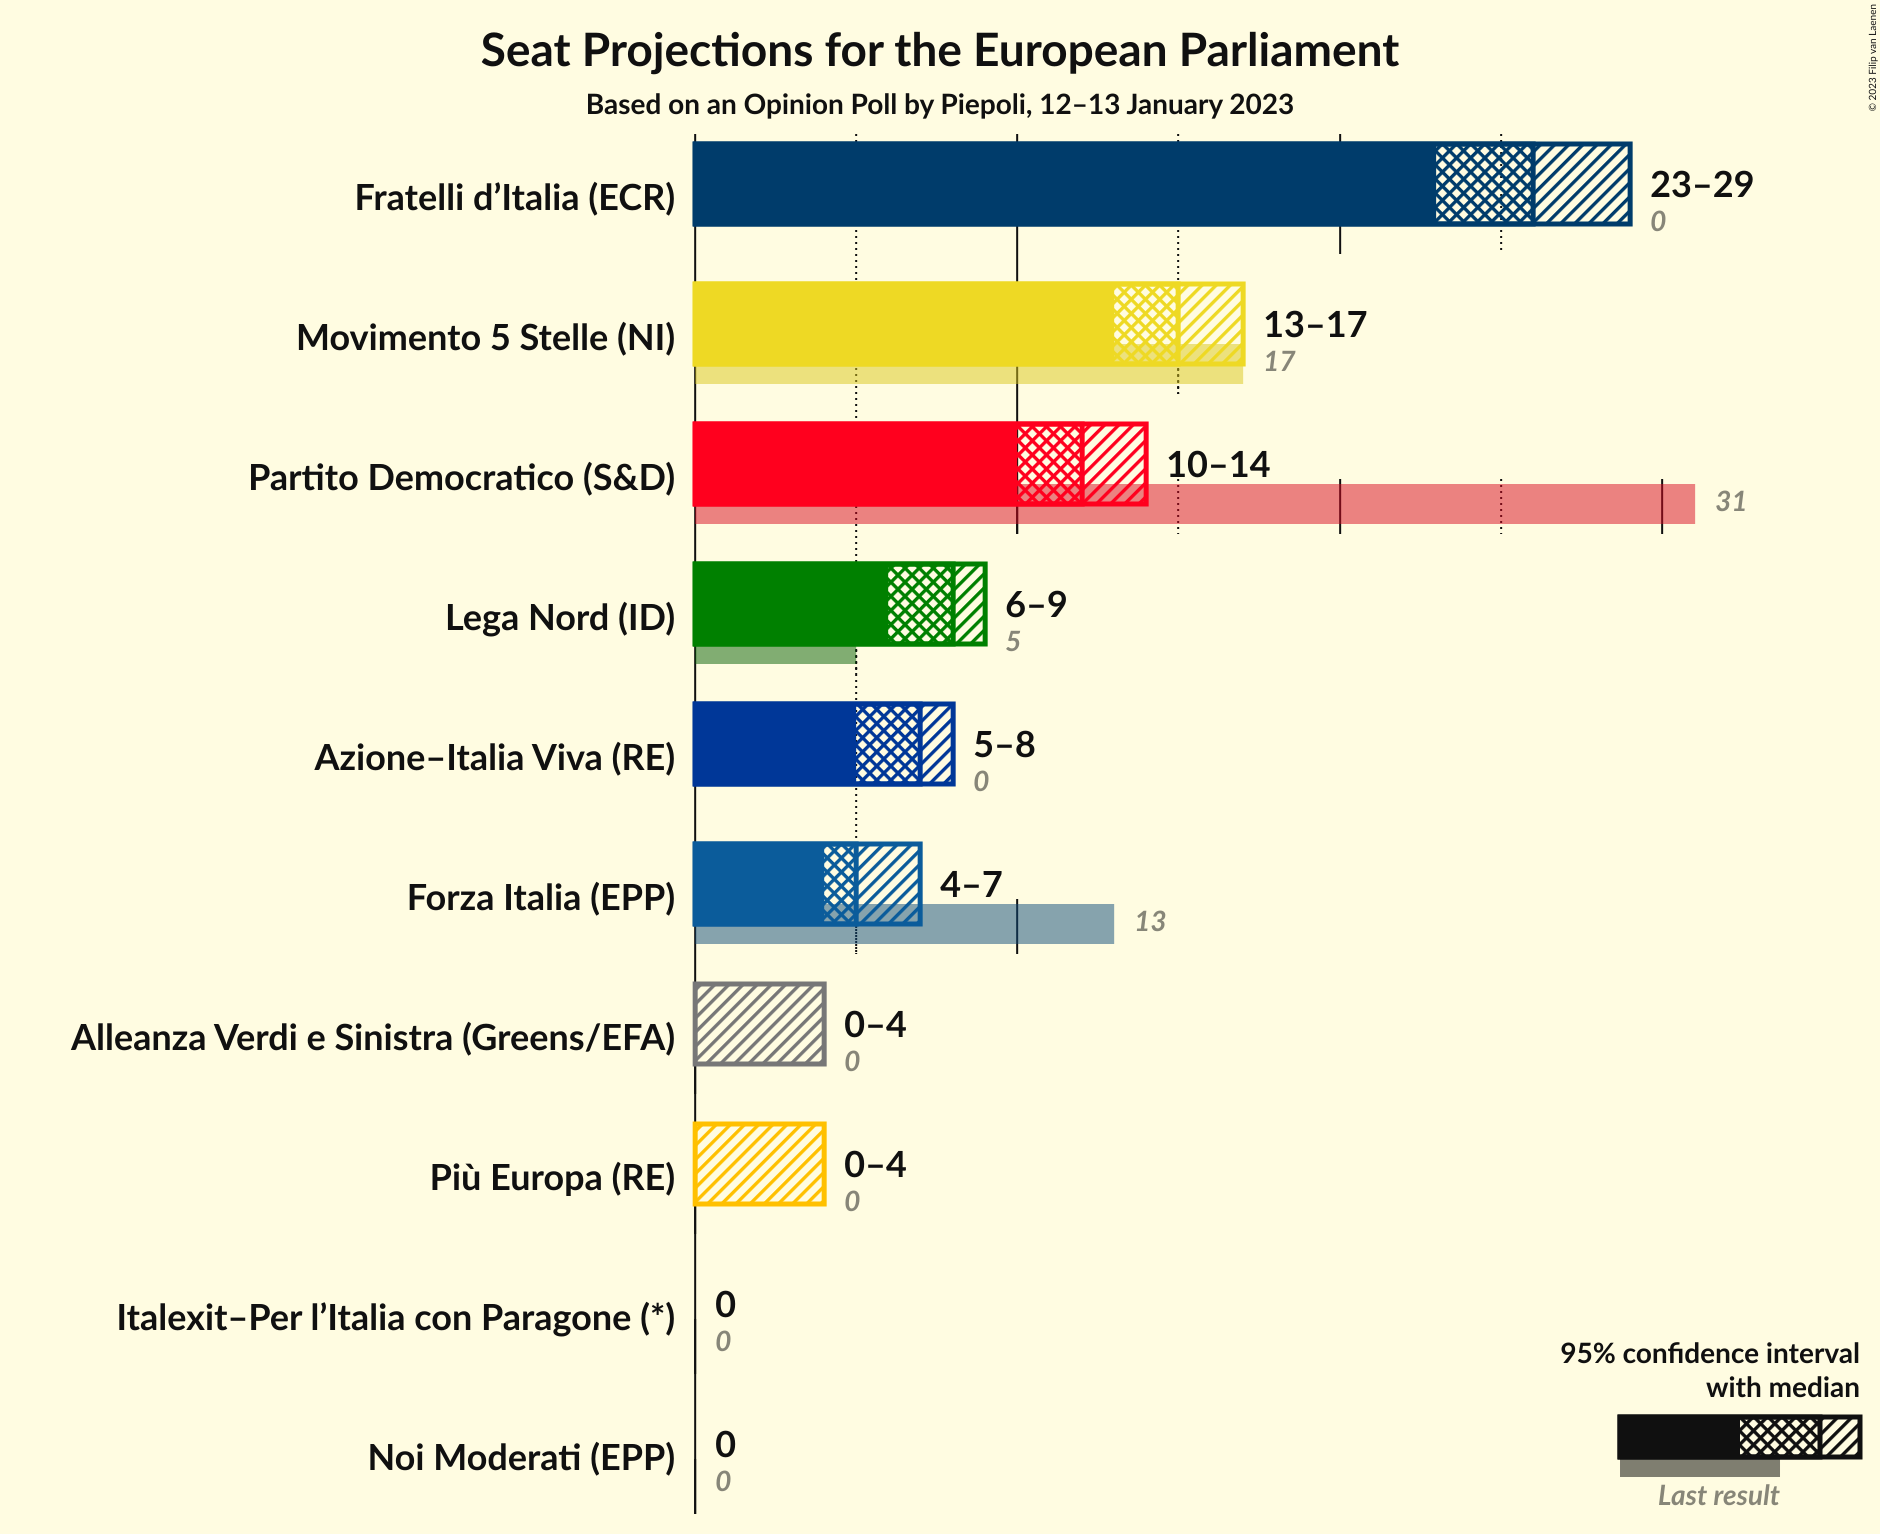 Seat Projections for the European Parliament
Based on an Opinion Poll by Piepoli, 12–13 January 2023
© 2023 Filip van Laenen
Fratelli d’Italia (ECR)
23–29
0
Movimento 5 Stelle (NI)
13–17
17
Partito Democratico (S&D)
10–14
31
Lega Nord (ID)
6–9
5
Azione–Italia Viva (RE)
5–8
0
Forza Italia (EPP)
4–7
13
Alleanza Verdi e Sinistra (Greens/EFA)
0–4
0
Più Europa (RE)
0–4
0
Italexit–Per l’Italia con Paragone (*)
0
0
Noi Moderati (EPP)
0
0
95% confidence interval
with median
Last result